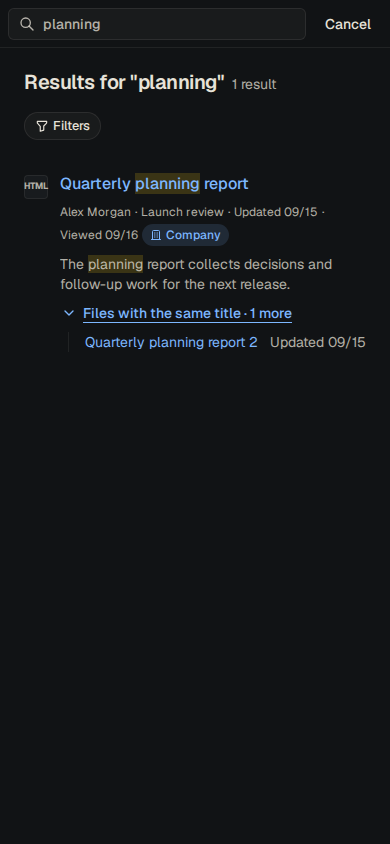 planning
Cancel
Results for "planning" 1 result
Filters
HTML
Quarterly planning report
Alex Morgan · Launch review · Updated 09/15 ·
Viewed 09/16 Company
The planning report collects decisions and
follow-up work for the next release.
Files with the same title · 1 more
Quarterly planning report 2 Updated 09/15